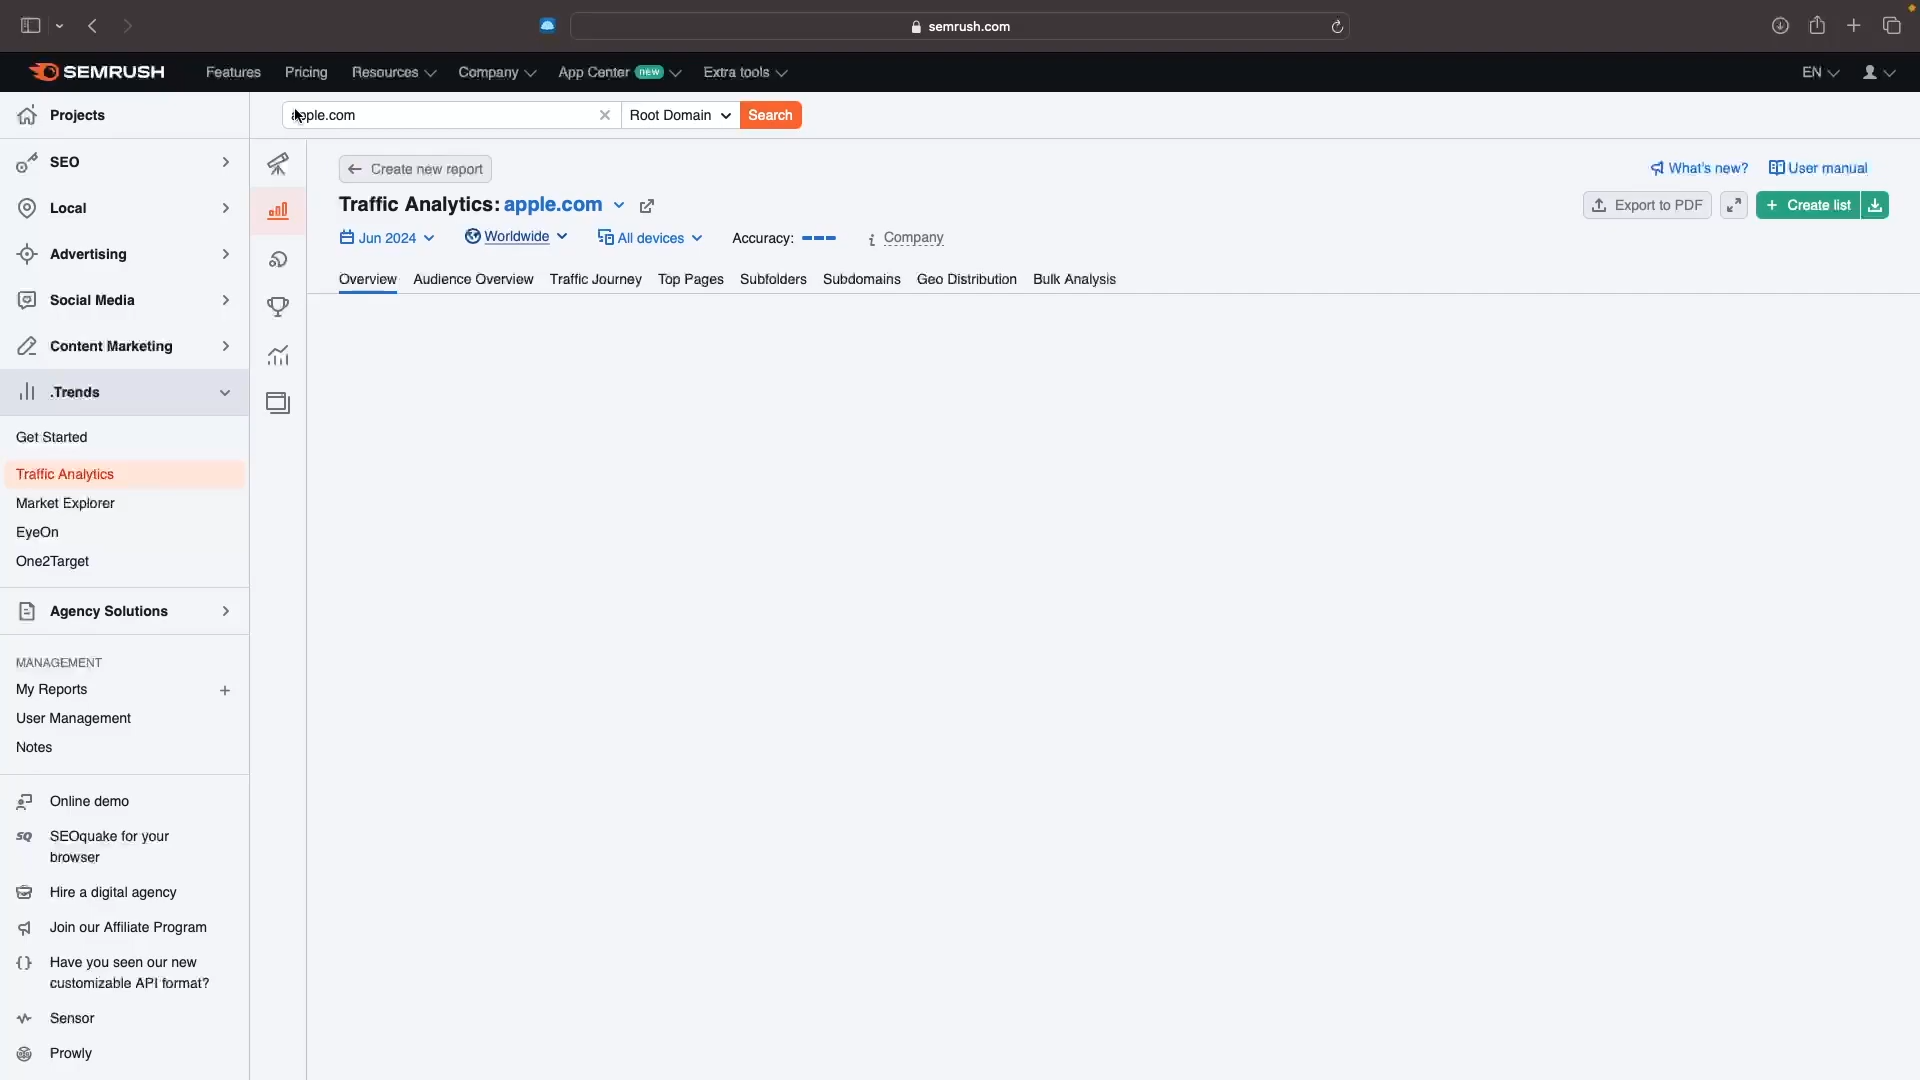 semrush.com
SEMRUSH
Features
Pricing
Resources
Company
App Center new
Extra tools
EN
Projects
SEO
Local
Advertising
Social Media
Content Marketing
.Trends
Get Started
Traffic Analytics
Market Explorer
EyeOn
One2Target
Agency Solutions
MANAGEMENT
My Reports
User Management
Notes
Online demo
SEOquake for your
browser
Hire a digital agency
Join our Affiliate Program
Have you seen our new
customizable API format?
Sensor
Prowly
apple.com
Root Domain
Search
Create new report
What's new?
User manual
Traffic Analytics: apple.com
Export to PDF
+ Create list
Jun 2024
Worldwide
All devices
Accuracy:
Company
Overview
Audience Overview
Traffic Journey
Top Pages
Subfolders
Subdomains
Geo Distribution
Bulk Analysis